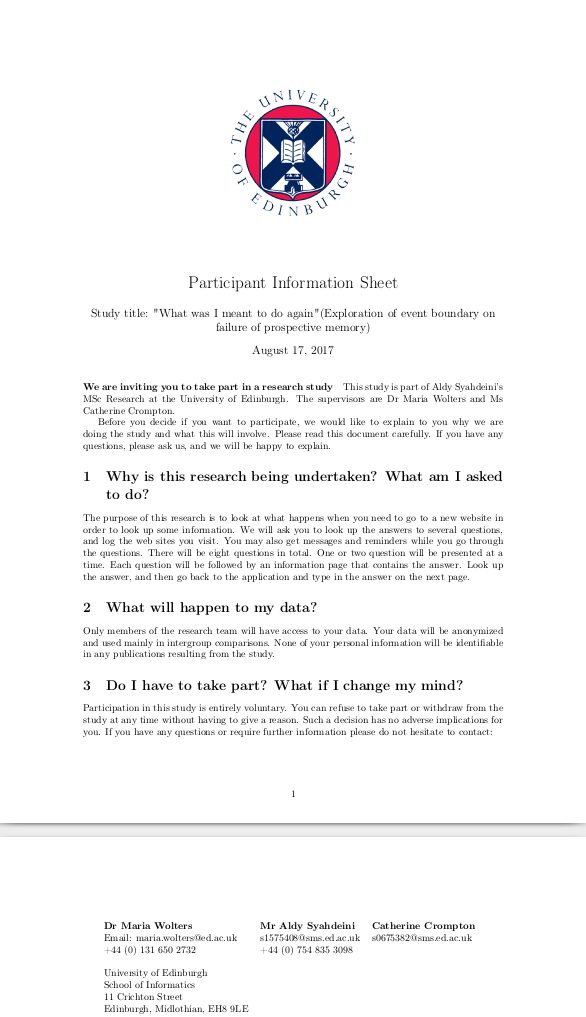 THE UNIVERSITY
OF EDINBURGH
Participant Information Sheet
Study title: "What was I meant to do again"(Exploration of event boundary on
failure of prospective memory)
August 17, 2017
We are inviting you to take part in a research study This study is part of Aldy Syahdeini's
MSc Research at the University of Edinburgh. The supervisors are Dr Maria Wolters and Ms
Catherine Crompton.
Before you decide if you want to participate, we would like to explain to you why we are
doing the study and what this will involve. Please read this document carefully. If you have any
questions, please ask us, and we will be happy to explain.
1 Why is this research being undertaken? What am I asked
to do?
The purpose of this research is to look at what happens when you need to go to a new website in
order to look up some information. We will ask you to look up the answers to several questions,
and log the web sites you visit. You may also get messages and reminders while you go through
the questions. There will be eight questions in total. One or two question will be presented at a
time. Each question will be followed by an information page that contains the answer. Look up
the answer, and then go back to the application and type in the answer on the next page.
2 What will happen to my data?
Only members of the research team will have access to your data. Your data will be anonymized
and used mainly in intergroup comparisons. None of your personal information will be identifiable
in any publications resulting from the study.
3 Do I have to take part? What if I change my mind?
Participation in this study is entirely voluntary. You can refuse to take part or withdraw from the
study at any time without having to give a reason. Such a decision has no adverse implications for
you. If you have any questions or require further information please do not hesitate to contact:
1
Dr Maria Wolters Mr Aldy Syahdeini Catherine Crompton
Email: maria.wolters@ed.ac.uk s1575408@sms.ed.ac.uk s0675382@sms.ed.ac.uk
+44 (0) 131 650 2732 +44 (0) 754 835 3098
University of Edinburgh
School of Informatics
11 Crichton Street
Edinburgh, Midlothian, EH8 9LE